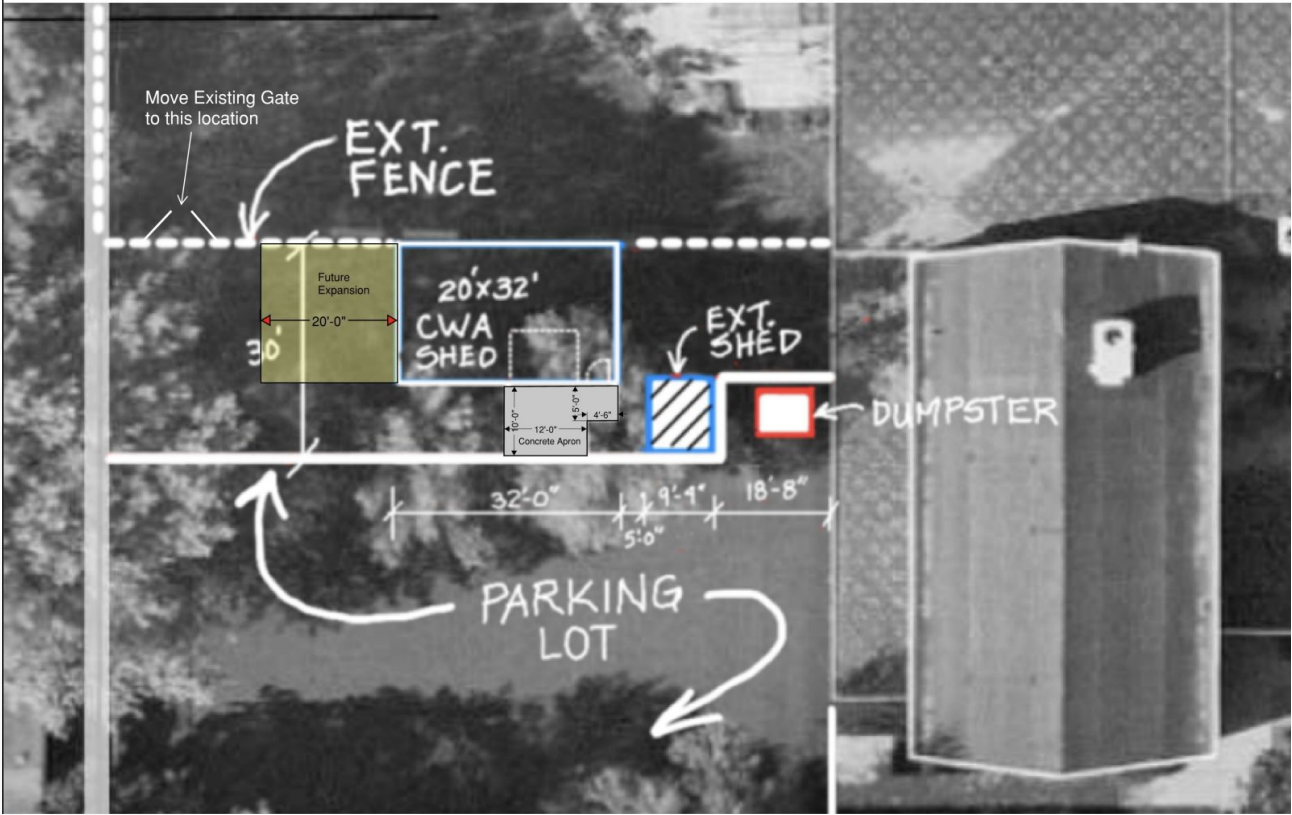 Move Existing Gate
to this location
EXT.
FENCE
Future
Expansion
20'-0"
30'
20'x32'
CWA
SHED
EXT.
SHED
DUMPSTER
10'-0"
5'-0"
4'-6"
12'-0"
Concrete Apron
32'-0"
5'-0"
9'-4"
18'-8"
PARKING
LOT